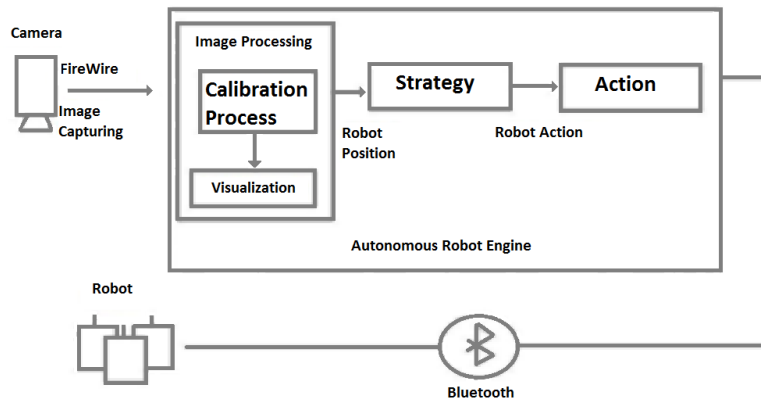 Camera
FireWire
Image
Capturing
Image Processing
Calibration
Process
Visualization
Robot
Position
Strategy
Robot Action
Action
Autonomous Robot Engine
Robot
Bluetooth